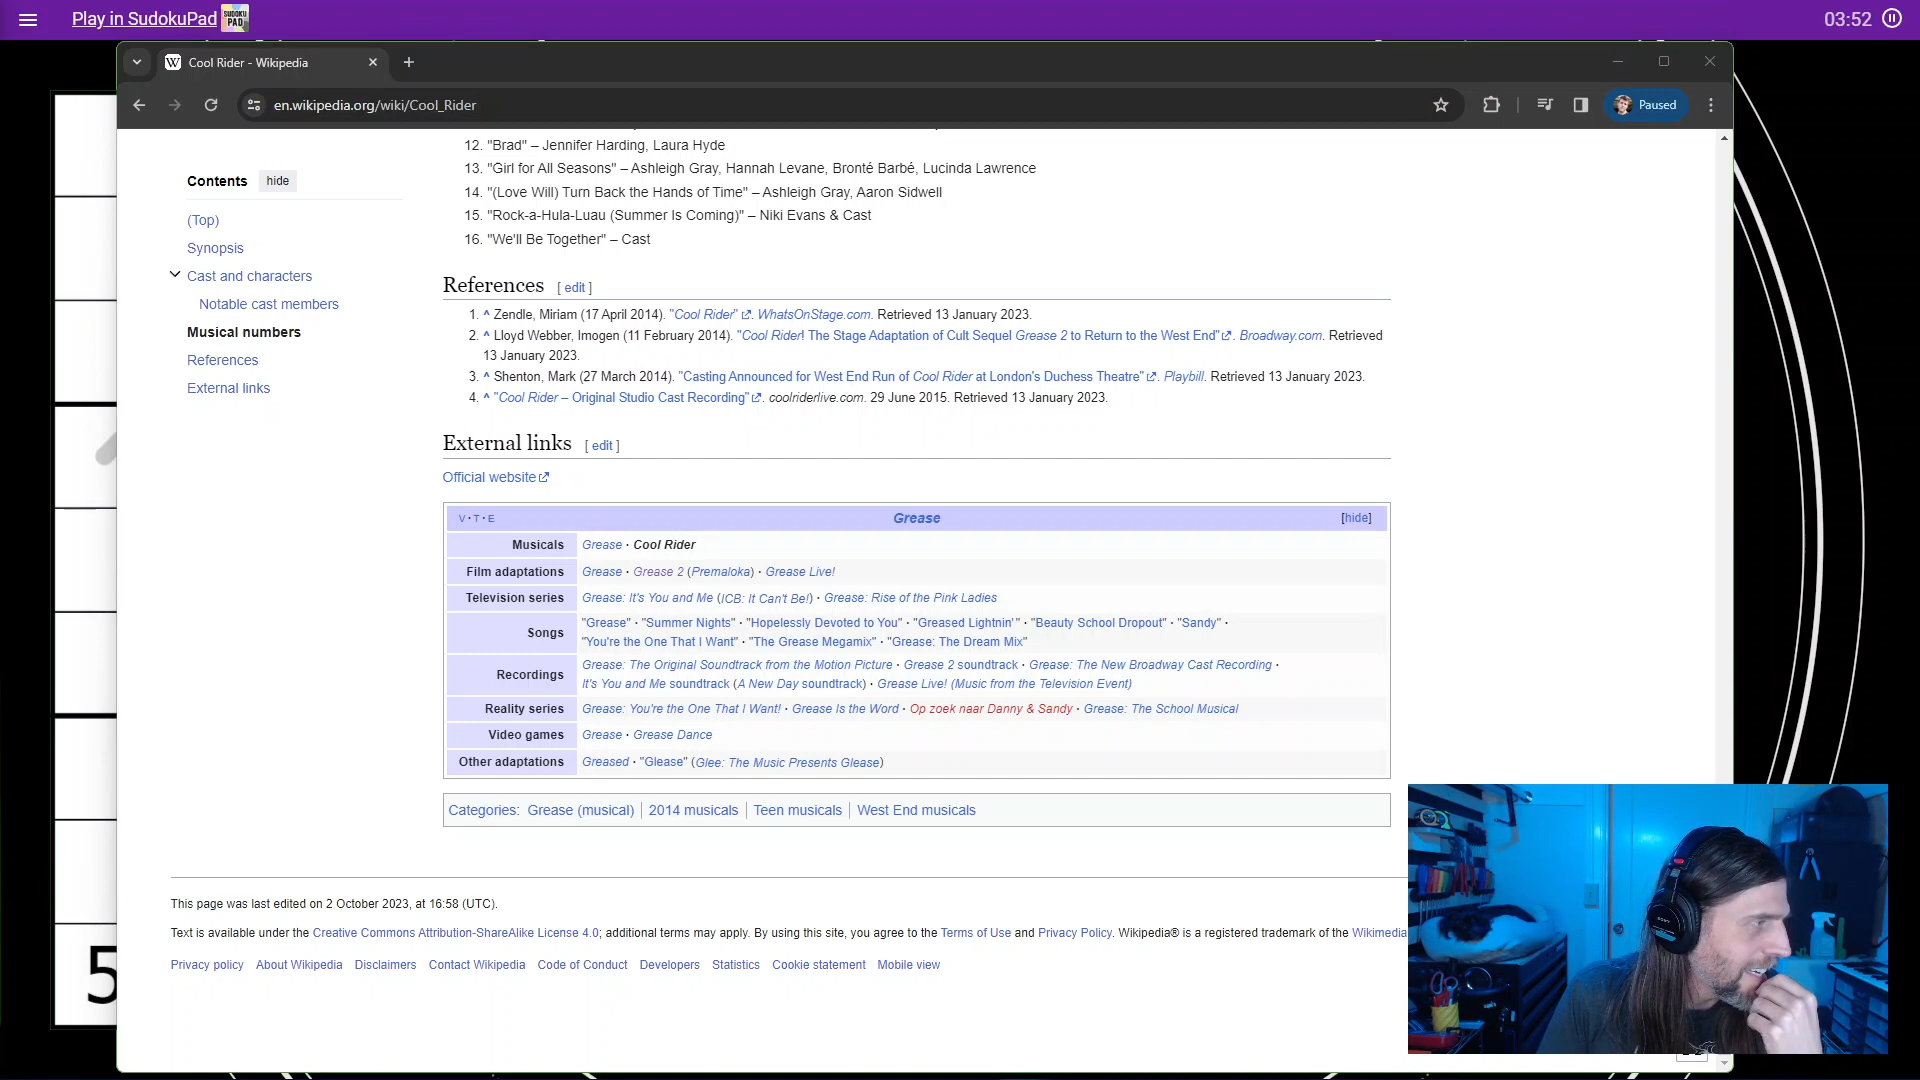 Play in SudokuPad SUDOKU PAD
03:52
Cool Rider - Wikipedia
en.wikipedia.org/wiki/Cool_Rider
Paused
Contents hide
(Top)
Synopsis
Cast and characters
Notable cast members
Musical numbers
References
External links
12. "Brad" – Jennifer Harding, Laura Hyde
13. "Girl for All Seasons" – Ashleigh Gray, Hannah Levane, Bronté Barbé, Lucinda Lawrence
14. "(Love Will) Turn Back the Hands of Time" – Ashleigh Gray, Aaron Sidwell
15. "Rock-a-Hula-Luau (Summer Is Coming)" – Niki Evans & Cast
16. "We'll Be Together" – Cast
References [ edit ]
1. ^ Zendle, Miriam (17 April 2014). "Cool Rider". WhatsOnStage.com. Retrieved 13 January 2023.
2. ^ Lloyd Webber, Imogen (11 February 2014). "Cool Rider! The Stage Adaptation of Cult Sequel Grease 2 to Return to the West End". Broadway.com. Retrieved
13 January 2023.
3. ^ Shenton, Mark (27 March 2014). "Casting Announced for West End Run of Cool Rider at London's Duchess Theatre". Playbill. Retrieved 13 January 2023.
4. ^ "Cool Rider – Original Studio Cast Recording". coolriderlive.com. 29 June 2015. Retrieved 13 January 2023.
External links [ edit ]
Official website
V · T · E Grease [hide]
Musicals Grease · Cool Rider
Film adaptations Grease · Grease 2 (Premaloka) · Grease Live!
Television series Grease: It's You and Me (ICB: It Can't Be!) · Grease: Rise of the Pink Ladies
Songs "Grease" · "Summer Nights" · "Hopelessly Devoted to You" · "Greased Lightnin'" · "Beauty School Dropout" · "Sandy" ·
"You're the One That I Want" · "The Grease Megamix" · "Grease: The Dream Mix"
Recordings Grease: The Original Soundtrack from the Motion Picture · Grease 2 soundtrack · Grease: The New Broadway Cast Recording ·
It's You and Me soundtrack (A New Day soundtrack) · Grease Live! (Music from the Television Event)
Reality series Grease: You're the One That I Want! · Grease Is the Word · Op zoek naar Danny & Sandy · Grease: The School Musical
Video games Grease · Grease Dance
Other adaptations Greased · "Glease" (Glee: The Music Presents Glease)
Categories: Grease (musical) | 2014 musicals | Teen musicals | West End musicals
This page was last edited on 2 October 2023, at 16:58 (UTC).
Text is available under the Creative Commons Attribution-ShareAlike License 4.0; additional terms may apply. By using this site, you agree to the Terms of Use and Privacy Policy. Wikipedia® is a registered trademark of the Wikimedia
Privacy policy About Wikipedia Disclaimers Contact Wikipedia Code of Conduct Developers Statistics Cookie statement Mobile view
5